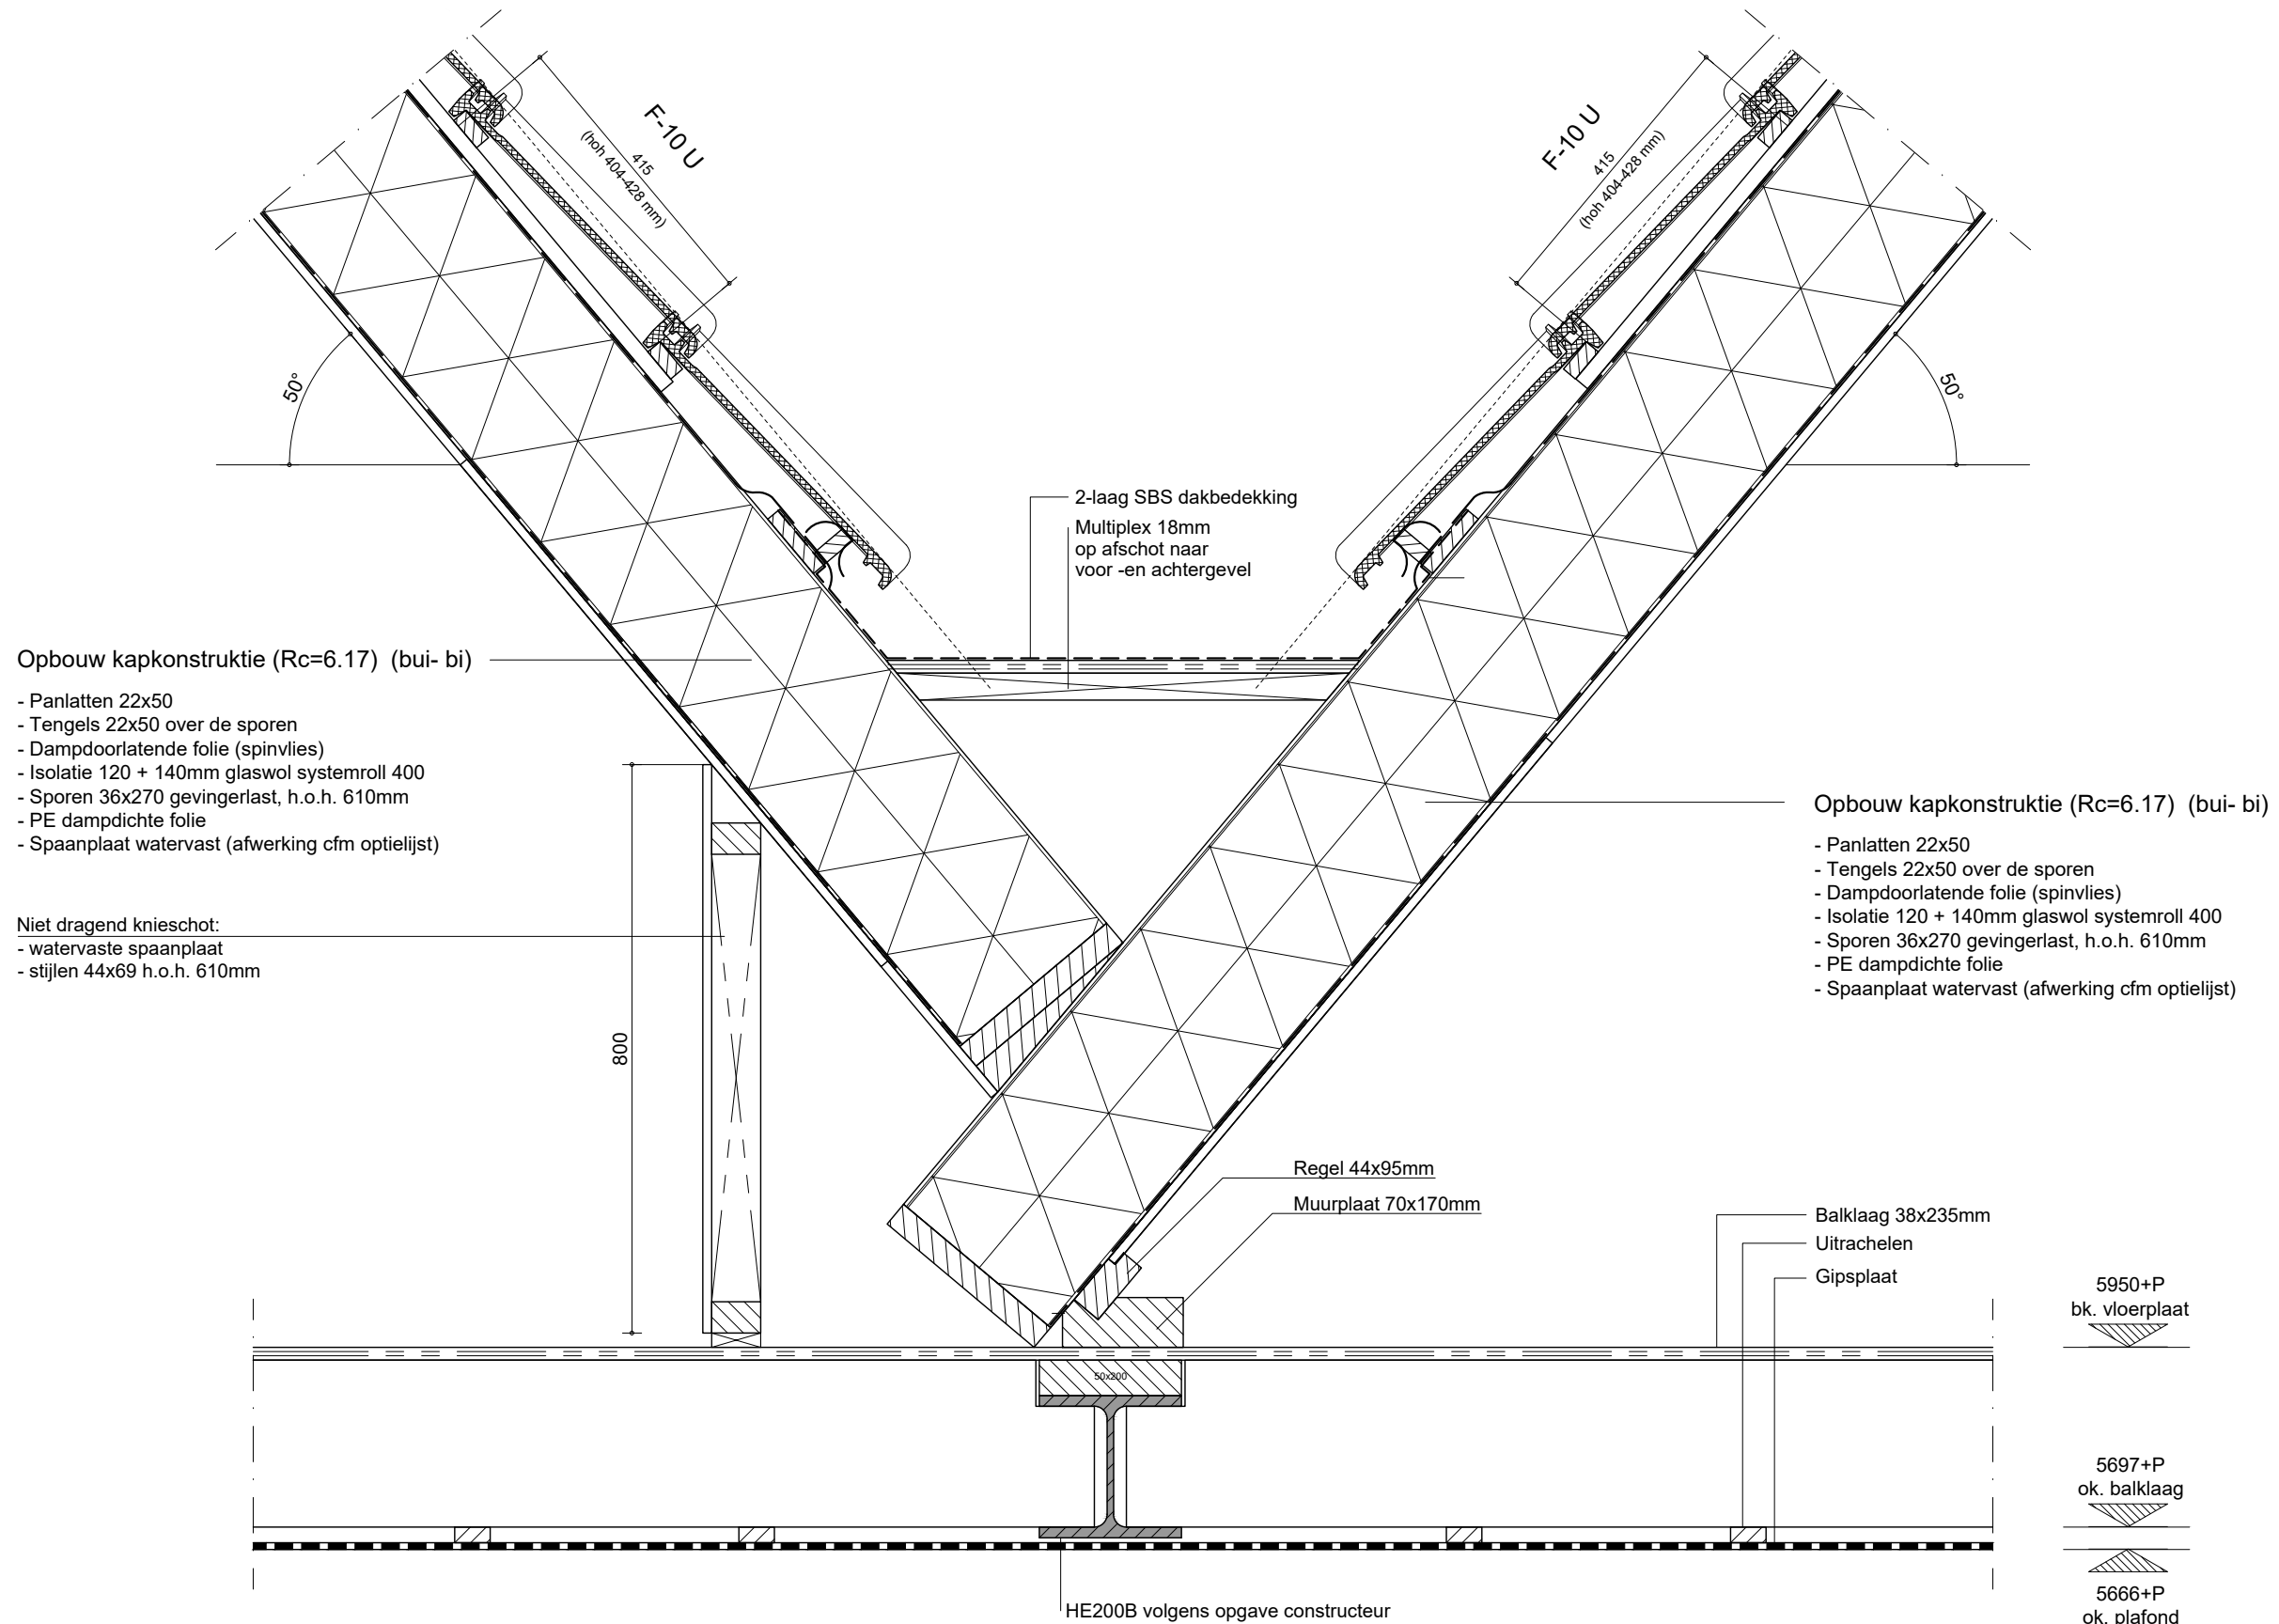 F-10 U
415
(hoh 404-428 mm)
F-10 U
415
(hoh 404-428 mm)
50°
50°
2-laag SBS dakbedekking
Multiplex 18mm
op afschot naar
voor -en achtergevel
Opbouw kapkonstruktie (Rc=6.17) (bui- bi)
- Panlatten 22x50
- Tengels 22x50 over de sporen
- Dampdoorlatende folie (spinvlies)
- Isolatie 120 + 140mm glaswol systemroll 400
- Sporen 36x270 gevingerlast, h.o.h. 610mm
- PE dampdichte folie
- Spaanplaat watervast (afwerking cfm optielijst)
Niet dragend knieschot:
- watervaste spaanplaat
- stijlen 44x69 h.o.h. 610mm
Opbouw kapkonstruktie (Rc=6.17) (bui- bi)
- Panlatten 22x50
- Tengels 22x50 over de sporen
- Dampdoorlatende folie (spinvlies)
- Isolatie 120 + 140mm glaswol systemroll 400
- Sporen 36x270 gevingerlast, h.o.h. 610mm
- PE dampdichte folie
- Spaanplaat watervast (afwerking cfm optielijst)
800
Regel 44x95mm
Muurplaat 70x170mm
Balklaag 38x235mm
Uitrachelen
Gipsplaat
5950+P
bk. vloerplaat
50x200
5697+P
ok. balklaag
5666+P
ok. plafond
HE200B volgens opgave constructeur